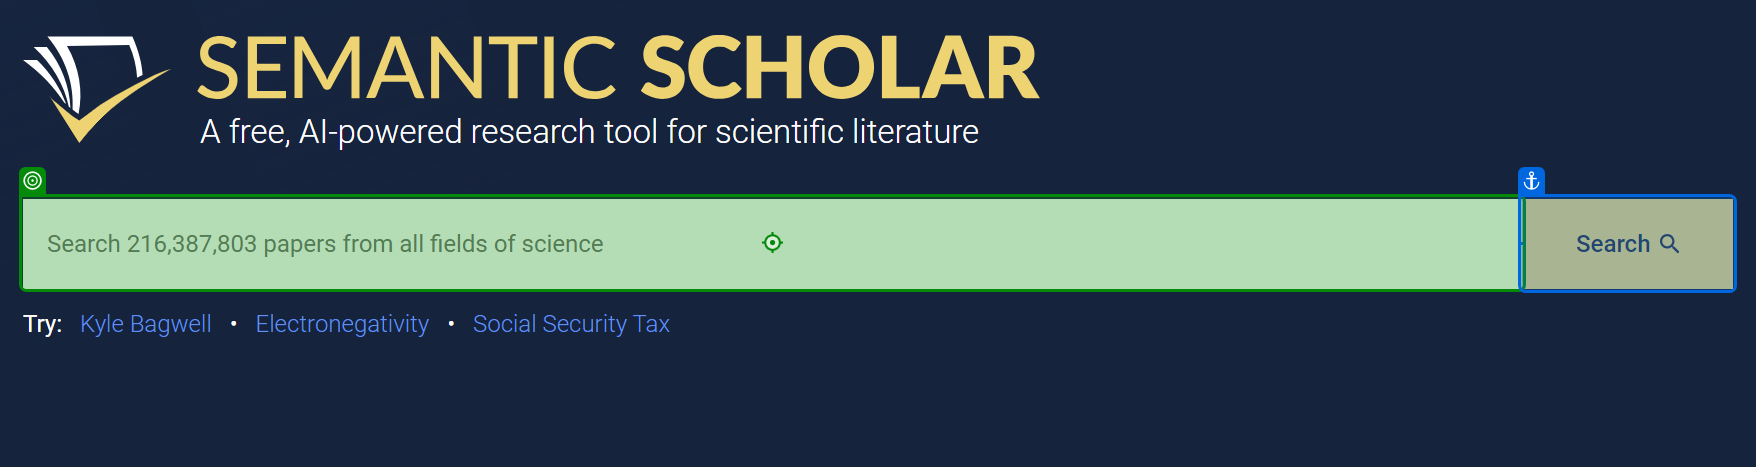 SEMANTIC SCHOLAR
A free, AI-powered research tool for scientific literature
Search 216,387,803 papers from all fields of science
Search
Try: Kyle Bagwell • Electronegativity • Social Security Tax